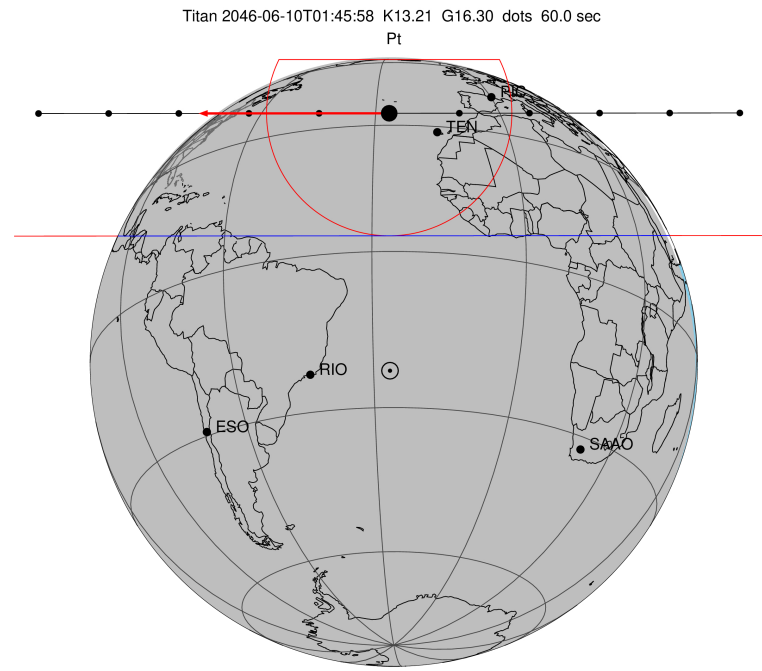 Titan 2046-06-10T01:45:58 K13.21 G16.30 dots 60.0 sec
Pt
PIC
TEN
RIO
ESO
SAAO